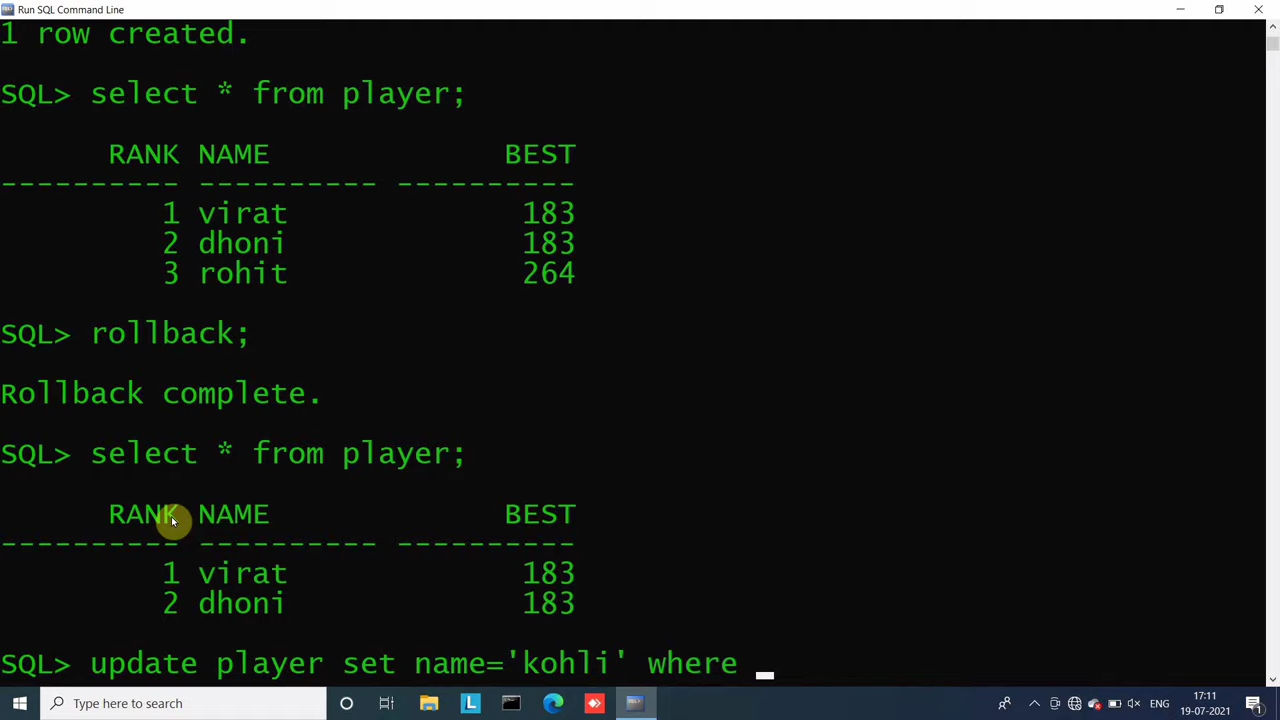 Run SQL Command Line
1 row created.
SQL> select * from player;
RANK NAME BEST
---------- ---------- ----------
1 virat 183
2 dhoni 183
3 rohit 264
SQL> rollback;
Rollback complete.
SQL> select * from player;
RANK NAME BEST
---------- ---------- ----------
1 virat 183
2 dhoni 183
SQL> update player set name='kohli' where
Type here to search
L
ENG
17:11
19-07-2021
1